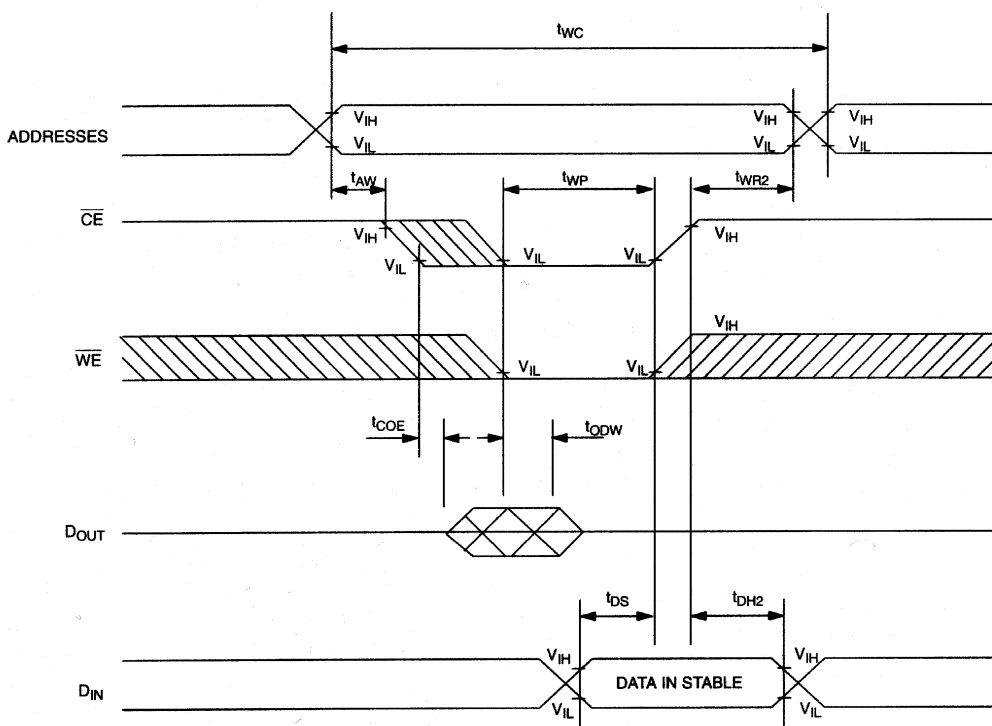 tWC
ADDRESSES
VIH
VIL
VIH
VIL
VIH
VIL
tAW
tWP
tWR2
CE
VIH
VIL
VIL
VIL
VIH
WE
VIL
VIL
VIH
tCOE
tODW
DOUT
tDS
tDH2
DIN
VIH
DATA IN STABLE
VIH
VIL
VIL